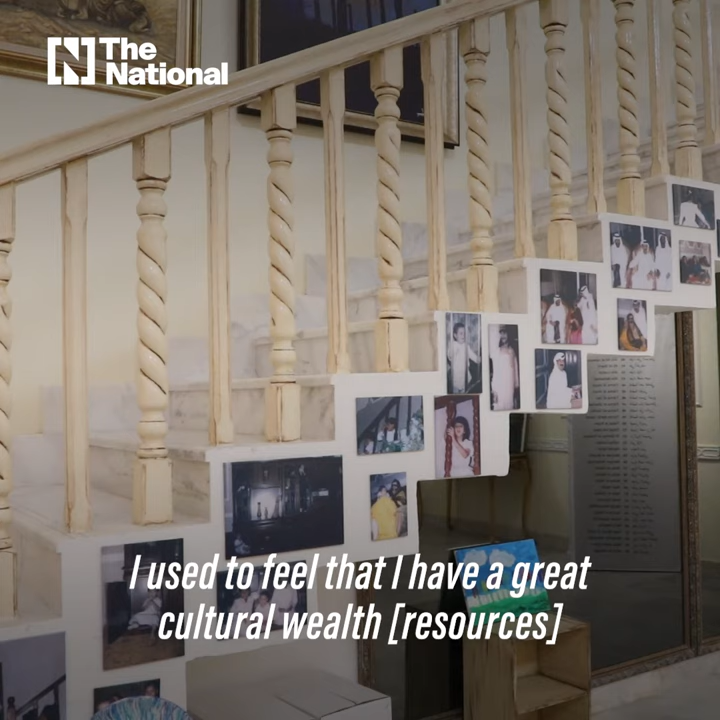 The
National
I used to feel that I have a great
cultural wealth [resources]